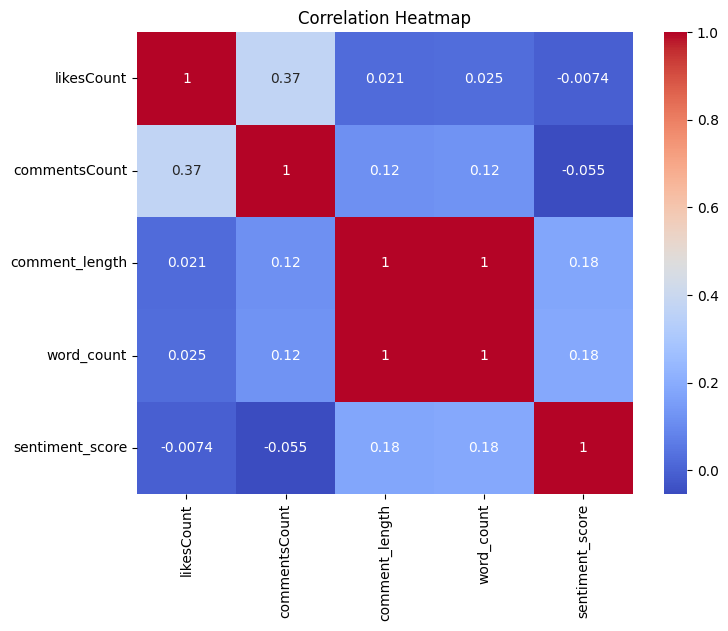 Correlation Heatmap
likesCount 1 0.37 0.021 0.025 -0.0074
commentsCount 0.37 1 0.12 0.12 -0.055
comment_length 0.021 0.12 1 1 0.18
word_count 0.025 0.12 1 1 0.18
sentiment_score -0.0074 -0.055 0.18 0.18 1
likesCount
commentsCount
comment_length
word_count
sentiment_score
1.0
0.8
0.6
0.4
0.2
0.0